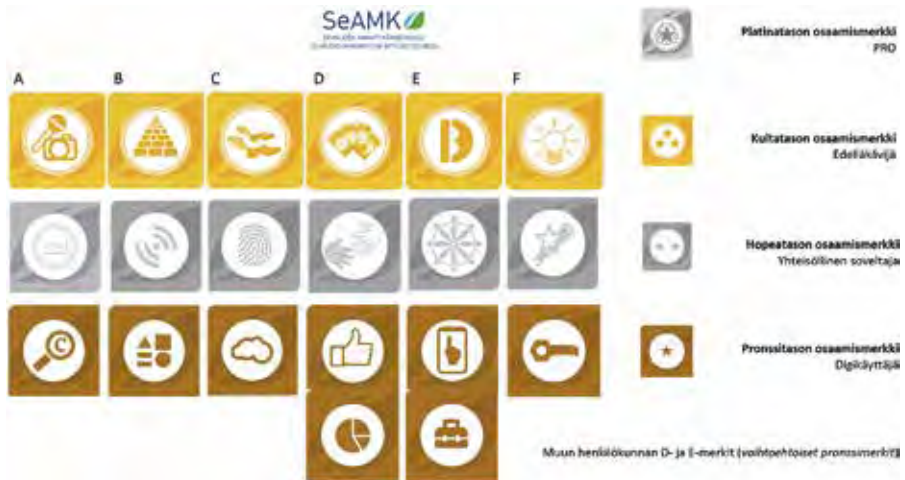 SeAMK
Platinatason osaamismerkki
PRO
A B C D E F
Kultatason osaamismerkki
Edelläkävijä
Hopeatason osaamismerkki
Yhteisöllinen soveltaja
C
Pronssitason osaamismerkki
Digikäyttäjä
Muun henkilökunnan D- ja E-merkit (vaihtoehtoiset pronssimerkit)